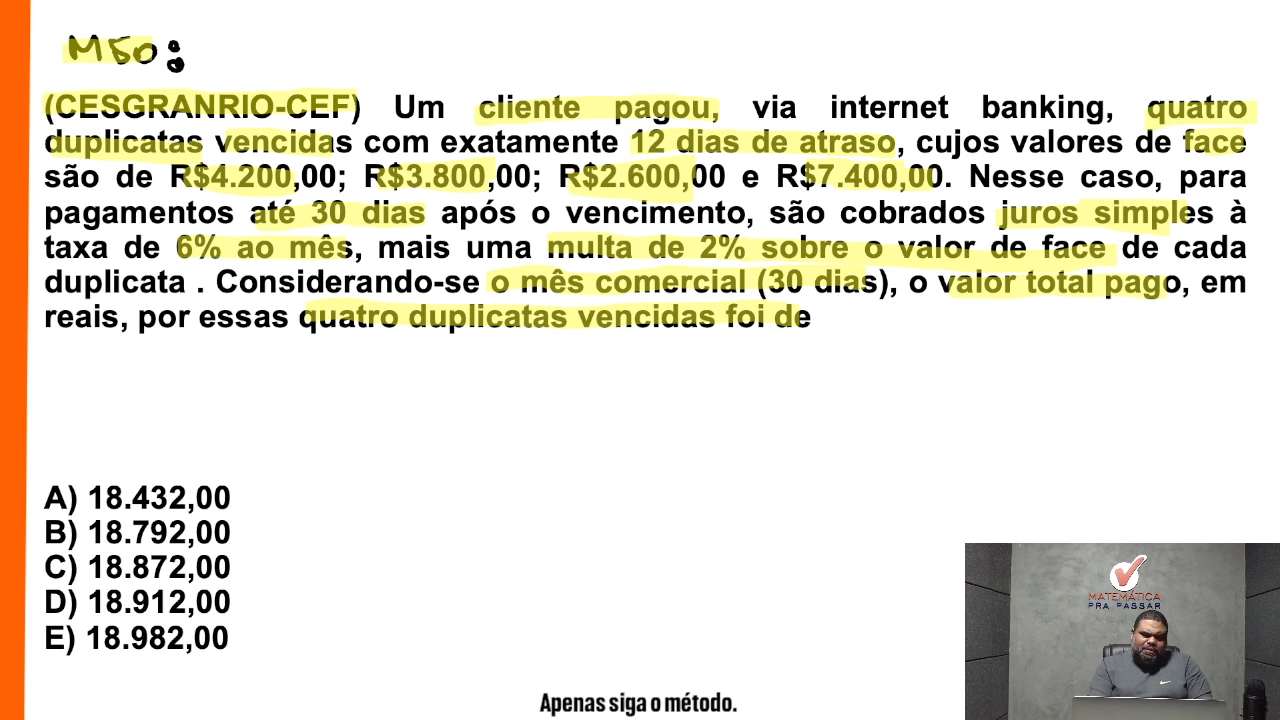 M50:
(CESGRANRIO-CEF) Um cliente pagou, via internet banking, quatro
duplicatas vencidas com exatamente 12 dias de atraso, cujos valores de face
são de R$4.200,00; R$3.800,00; R$2.600,00 e R$7.400,00. Nesse caso, para
pagamentos até 30 dias após o vencimento, são cobrados juros simples à
taxa de 6% ao mês, mais uma multa de 2% sobre o valor de face de cada
duplicata . Considerando-se o mês comercial (30 dias), o valor total pago, em
reais, por essas quatro duplicatas vencidas foi de
A) 18.432,00
B) 18.792,00
C) 18.872,00
D) 18.912,00
E) 18.982,00
MATEMÁTICA
PRA PASSAR
Apenas siga o método.